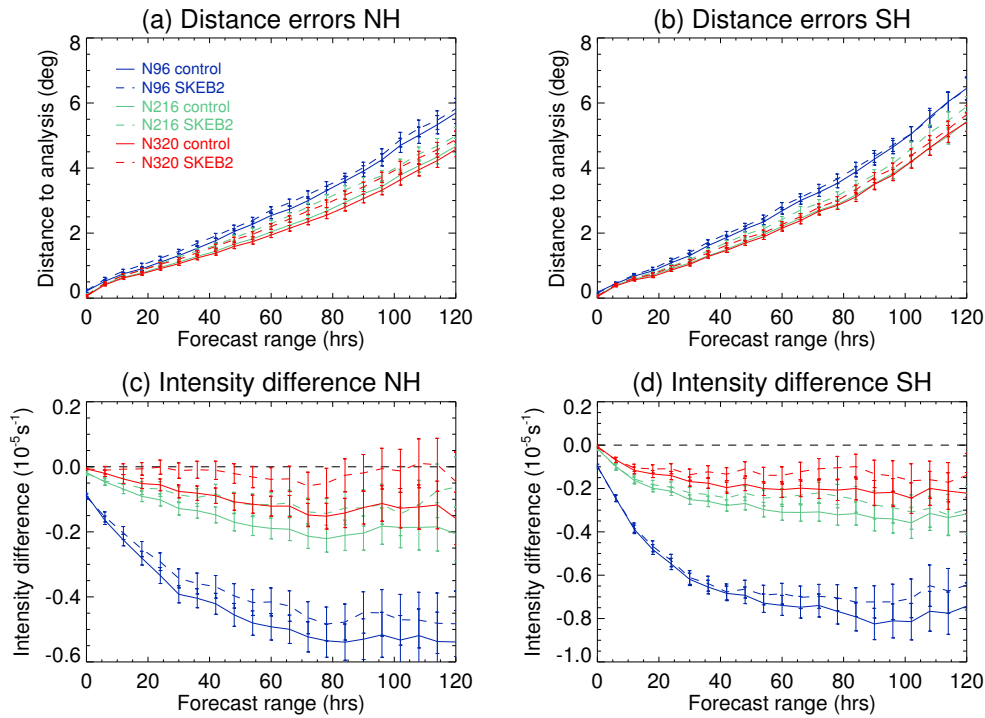 (a) Distance errors NH
Distance to analysis (deg)
8
6
4
2
0
N96 control
N96 SKEB2
N216 control
N216 SKEB2
N320 control
N320 SKEB2
0 20 40 60 80 100 120
Forecast range (hrs)
(b) Distance errors SH
Distance to analysis (deg)
8
6
4
2
0
0 20 40 60 80 100 120
Forecast range (hrs)
(c) Intensity difference NH
Intensity difference (10⁻⁵s⁻¹)
0.2
0.0
-0.2
-0.4
-0.6
0 20 40 60 80 100 120
Forecast range (hrs)
(d) Intensity difference SH
Intensity difference (10⁻⁵s⁻¹)
0.2
0.0
-0.2
-0.4
-0.6
-0.8
-1.0
0 20 40 60 80 100 120
Forecast range (hrs)